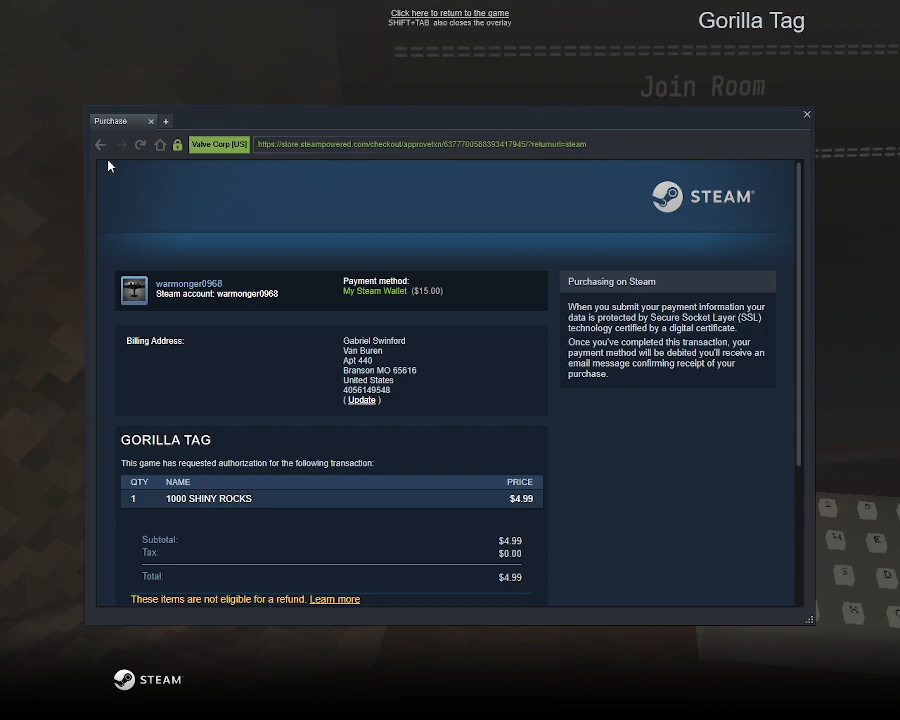 Click here to return to the game
SHIFT+TAB also closes the overlay
Gorilla Tag
Join Room
Purchase
Valve Corp [US]
https://store.steampowered.com/checkout/approvetxn/6377700588393417945/?returnurl=steam
STEAM
warmonger0968
Steam account: warmonger0968
Payment method:
My Steam Wallet ($15.00)
Purchasing on Steam
When you submit your payment information your
data is protected by Secure Socket Layer (SSL)
technology certified by a digital certificate.
Once you've completed this transaction, your
payment method will be debited you'll receive an
email message confirming receipt of your
purchase.
Billing Address:
Gabriel Swinford
Van Buren
Apt 440
Branson MO 65616
United States
4056149548
( Update )
GORILLA TAG
This game has requested authorization for the following transaction:
QTY NAME PRICE
1 1000 SHINY ROCKS $4.99
Subtotal: $4.99
Tax: $0.00
Total: $4.99
These items are not eligible for a refund. Learn more
STEAM